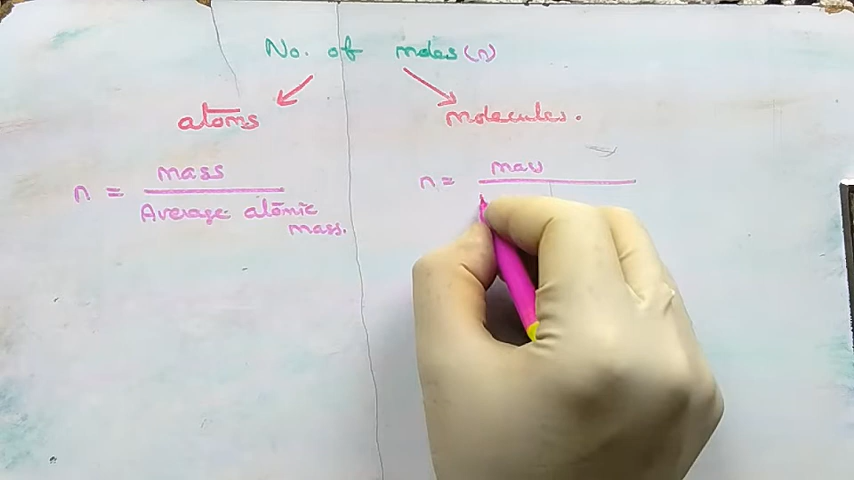 No. of moles (n)
atoms
molecules.
n = mass
Average atomic
mass.
n = mass